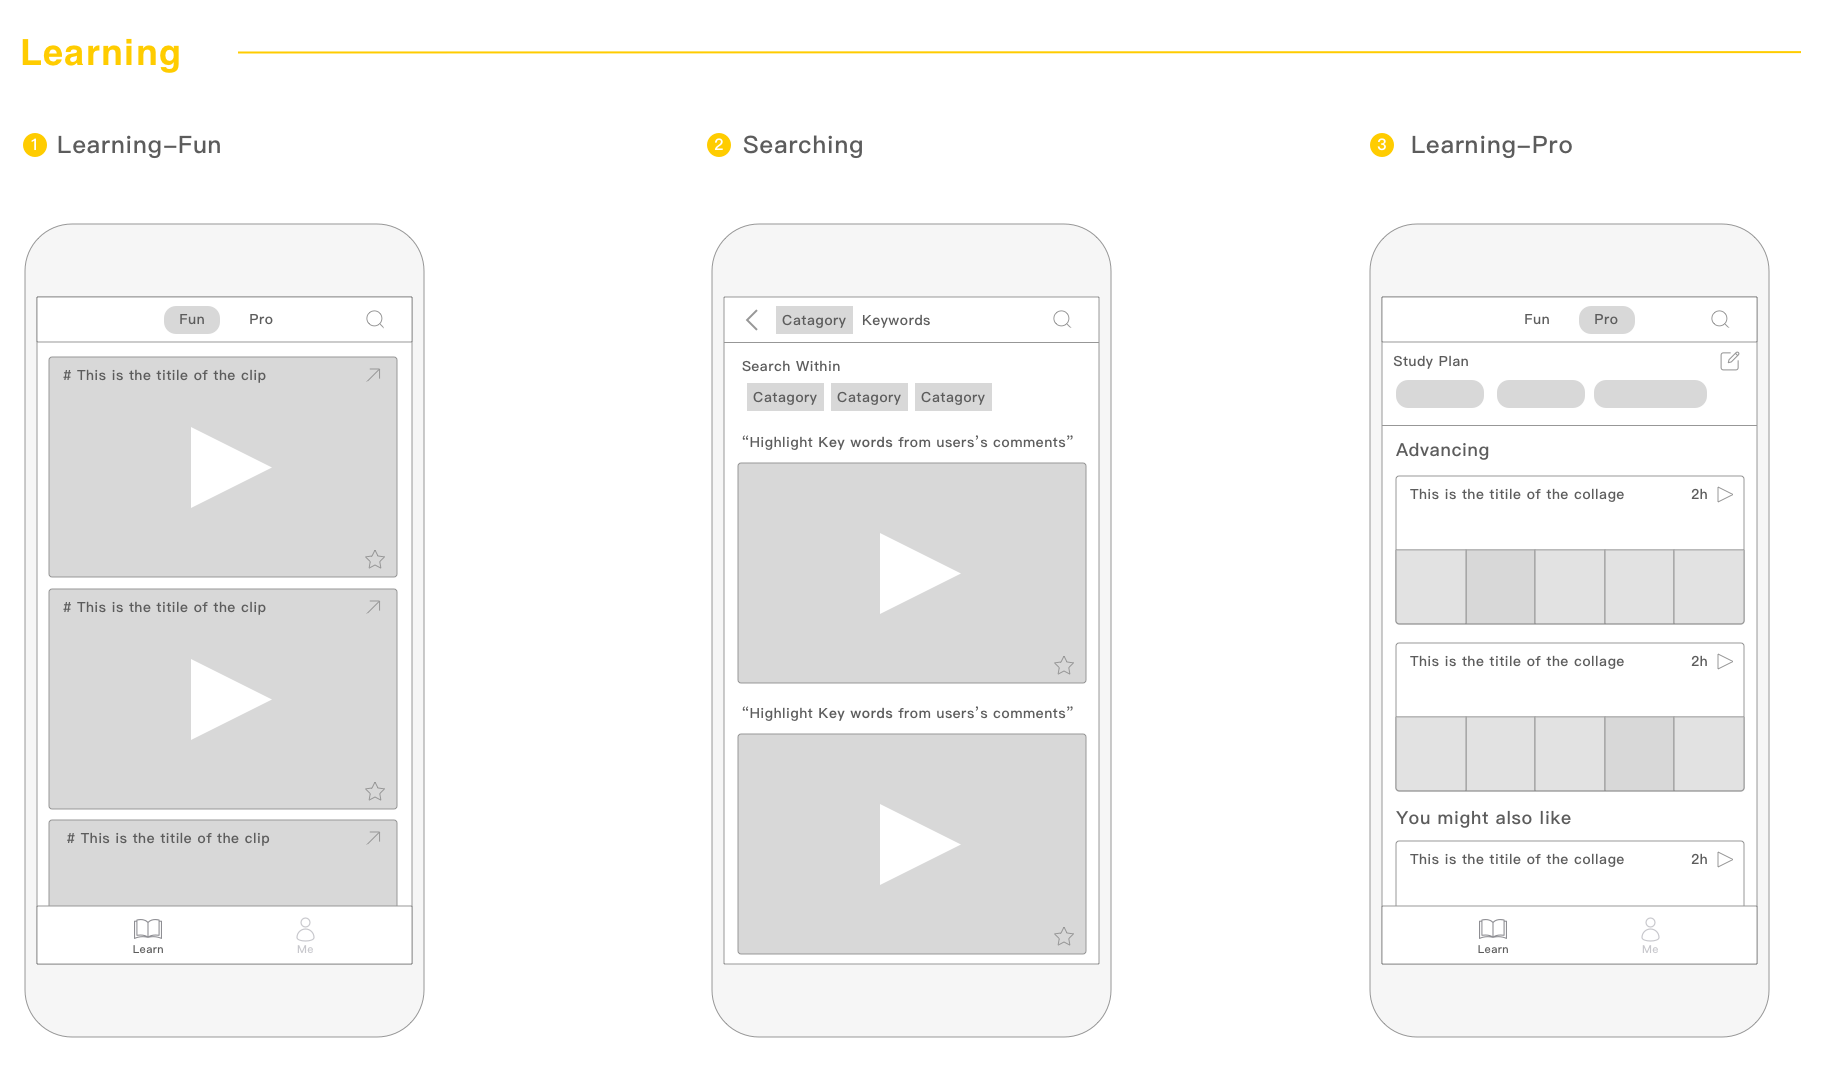 Learning
1 Learning–Fun
Fun Pro
# This is the titile of the clip
# This is the titile of the clip
# This is the titile of the clip
Learn Me
2 Searching
Catagory Keywords
Search Within
Catagory Catagory Catagory
“Highlight Key words from users’s comments”
“Highlight Key words from users’s comments”
3 Learning–Pro
Fun Pro
Study Plan
Advancing
This is the titile of the collage 2h
This is the titile of the collage 2h
You might also like
This is the titile of the collage 2h
Learn Me